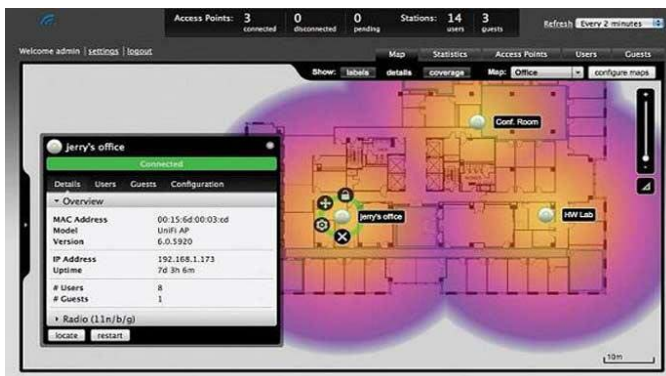 Access Points: 3 connected 0 disconnected 0 pending Stations: 14 users 3 guests Refresh Every 2 minutes
Welcome admin | settings | logout
Map Statistics Access Points Users Guests
Show: labels details coverage Map: Office configure maps
Conf. Room
jerry's office
Connected
Details Users Guests Configuration
Overview
MAC Address 00:15:6d:00:03:cd
Model UniFi AP
Version 6.0.5920
IP Address 192.168.1.173
Uptime 7d 3h 6m
# Users 8
# Guests 1
Radio (11n/b/g)
locate restart
jerry's office
HW Lab
10m